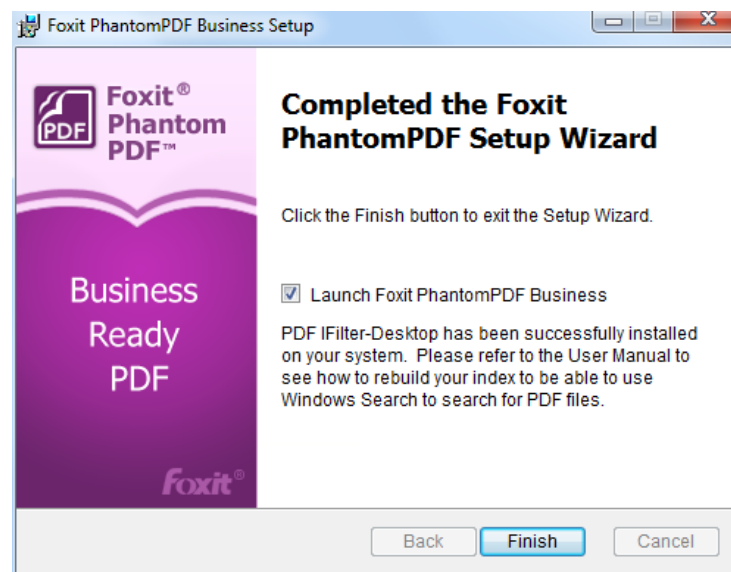 Foxit PhantomPDF Business Setup
Foxit®
Phantom
PDF™
PDF
Completed the Foxit
PhantomPDF Setup Wizard
Click the Finish button to exit the Setup Wizard.
Business
Ready
PDF
Launch Foxit PhantomPDF Business
PDF IFilter-Desktop has been successfully installed
on your system. Please refer to the User Manual to
see how to rebuild your index to be able to use
Windows Search to search for PDF files.
Foxit®
Back
Finish
Cancel